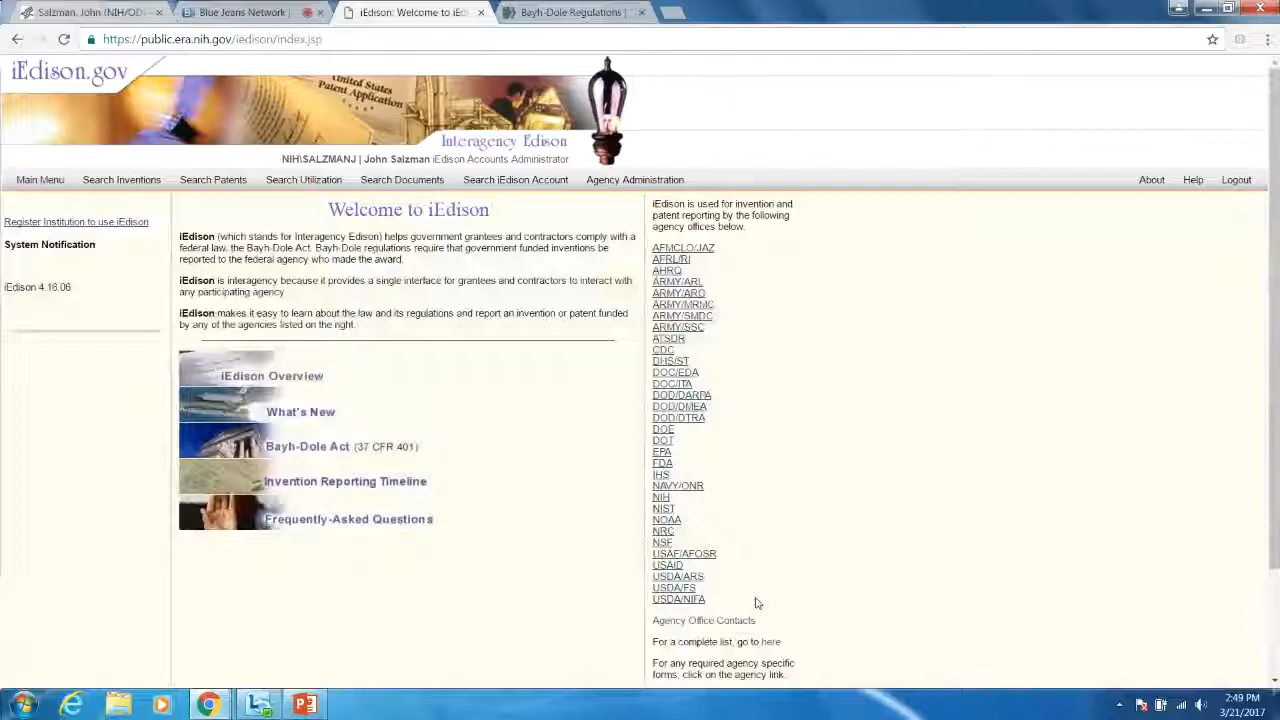 Salzman, John (NIH/OD)
Blue Jeans Network |
iEdison: Welcome to iEdi
Bayh-Dole Regulations |
https://public.era.nih.gov/iedison/index.jsp
iEdison.gov
United States
Patent Application
Interagency Edison
NIH\SALZMANJ | John Salzman iEdison Accounts Administrator
Main Menu Search Inventions Search Patents Search Utilization Search Documents Search iEdison Account Agency Administration About Help Logout
Register Institution to use iEdison
System Notification
iEdison 4.16.06
Welcome to iEdison
iEdison (which stands for Interagency Edison) helps government grantees and contractors comply with a
federal law, the Bayh-Dole Act. Bayh-Dole regulations require that government funded inventions be
reported to the federal agency who made the award.
iEdison is interagency because it provides a single interface for grantees and contractors to interact with
any participating agency
iEdison makes it easy to learn about the law and its regulations and report an invention or patent funded
by any of the agencies listed on the right.
iEdison Overview
What's New
Bayh-Dole Act (37 CFR 401)
Invention Reporting Timeline
Frequently-Asked Questions
iEdison is used for invention and
patent reporting by the following
agency offices below.
AFMCLO/JAZ
AFRL/RI
AHRQ
ARMY/ARL
ARMY/ARO
ARMY/MRMC
ARMY/SMDC
ARMY/SSC
ATSDR
CDC
DHS/ST
DOC/EDA
DOC/ITA
DOD/DARPA
DOD/DMEA
DOD/DTRA
DOE
DOT
EPA
FDA
IHS
NAVY/ONR
NIH
NIST
NOAA
NRC
NSF
USAF/AFOSR
USAID
USDA/ARS
USDA/FS
USDA/NIFA
Agency Office Contacts
For a complete list, go to here
For any required agency specific
forms, click on the agency link.
2:49 PM
3/21/2017